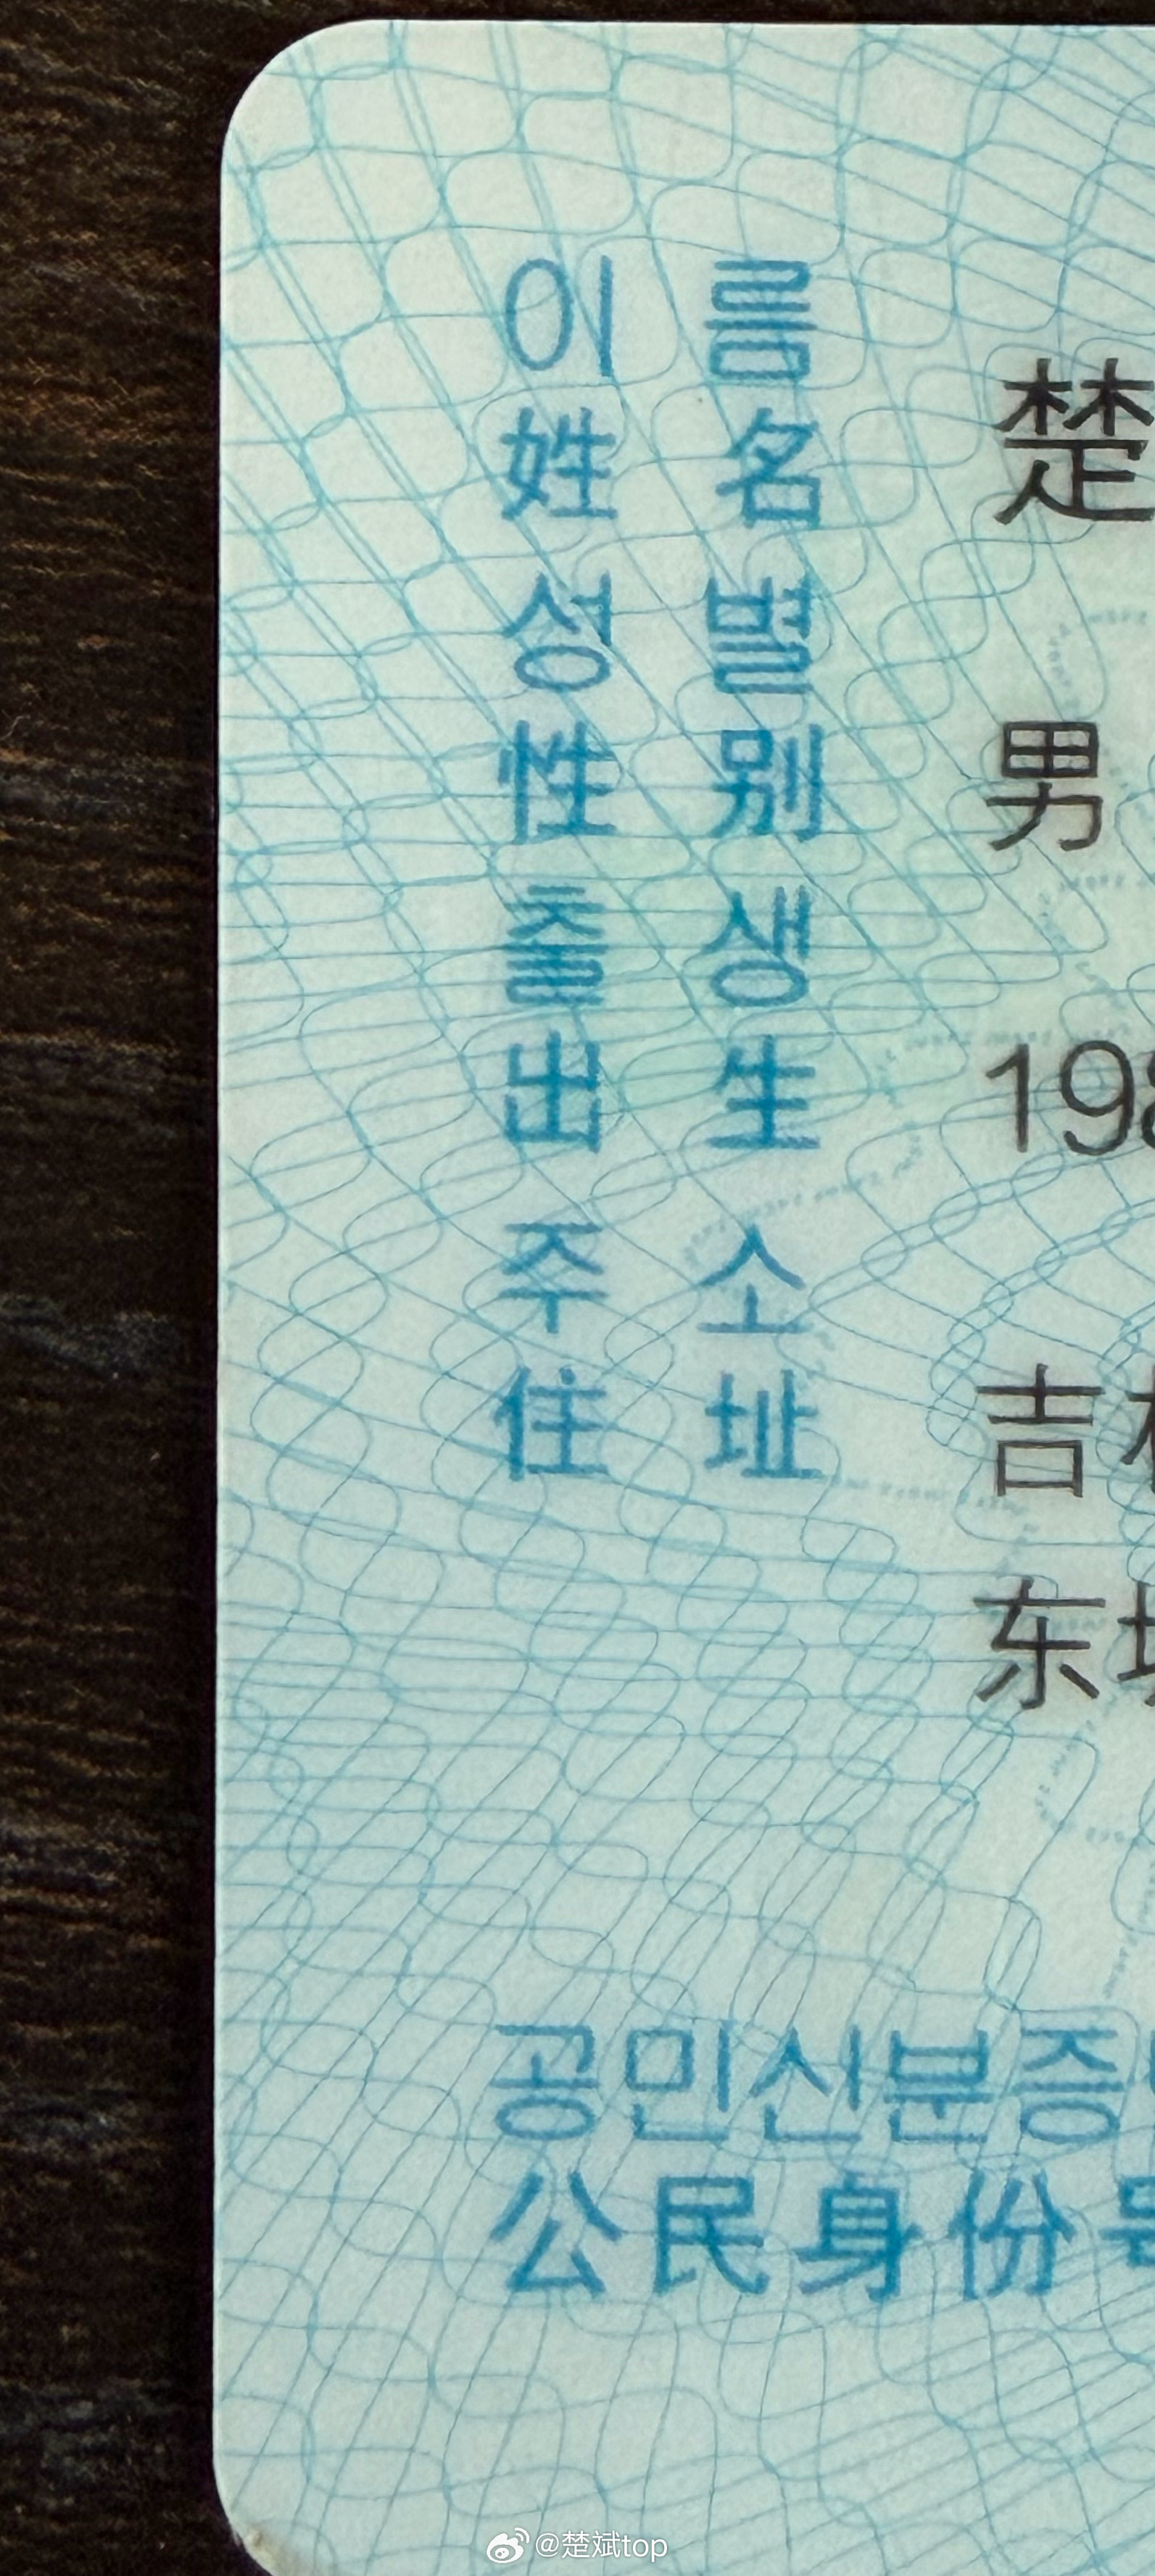 이 름
姓 名 楚
성 별
性 别 男
출 생
出 生 198
주 소
住 址 吉
东
공민신분증
公民身份
@楚斌top